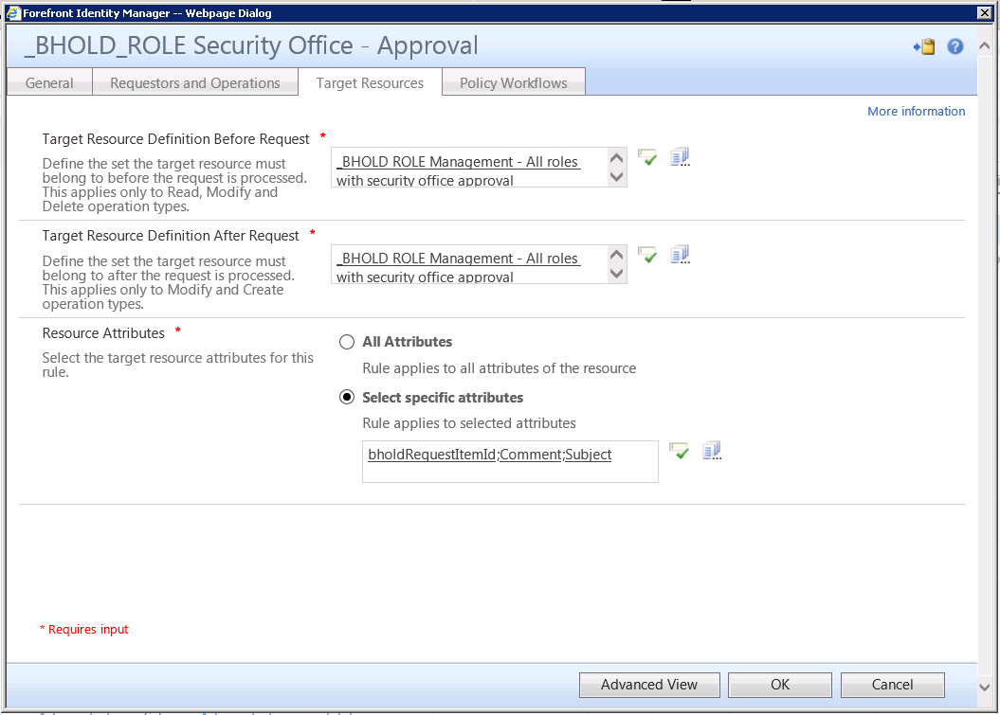 Forefront Identity Manager -- Webpage Dialog
_BHOLD_ROLE Security Office - Approval
General
Requestors and Operations
Target Resources
Policy Workflows
More information
Target Resource Definition Before Request *
Define the set the target resource must
belong to before the request is processed.
This applies only to Read, Modify and
Delete operation types.
_BHOLD ROLE Management - All roles
with security office approval
Target Resource Definition After Request *
Define the set the target resource must
belong to after the request is processed.
This applies only to Modify and Create
operation types.
_BHOLD ROLE Management - All roles
with security office approval
Resource Attributes *
Select the target resource attributes for this
rule.
All Attributes
Rule applies to all attributes of the resource
Select specific attributes
Rule applies to selected attributes
bholdRequestItemId;Comment;Subject
* Requires input
Advanced View
OK
Cancel